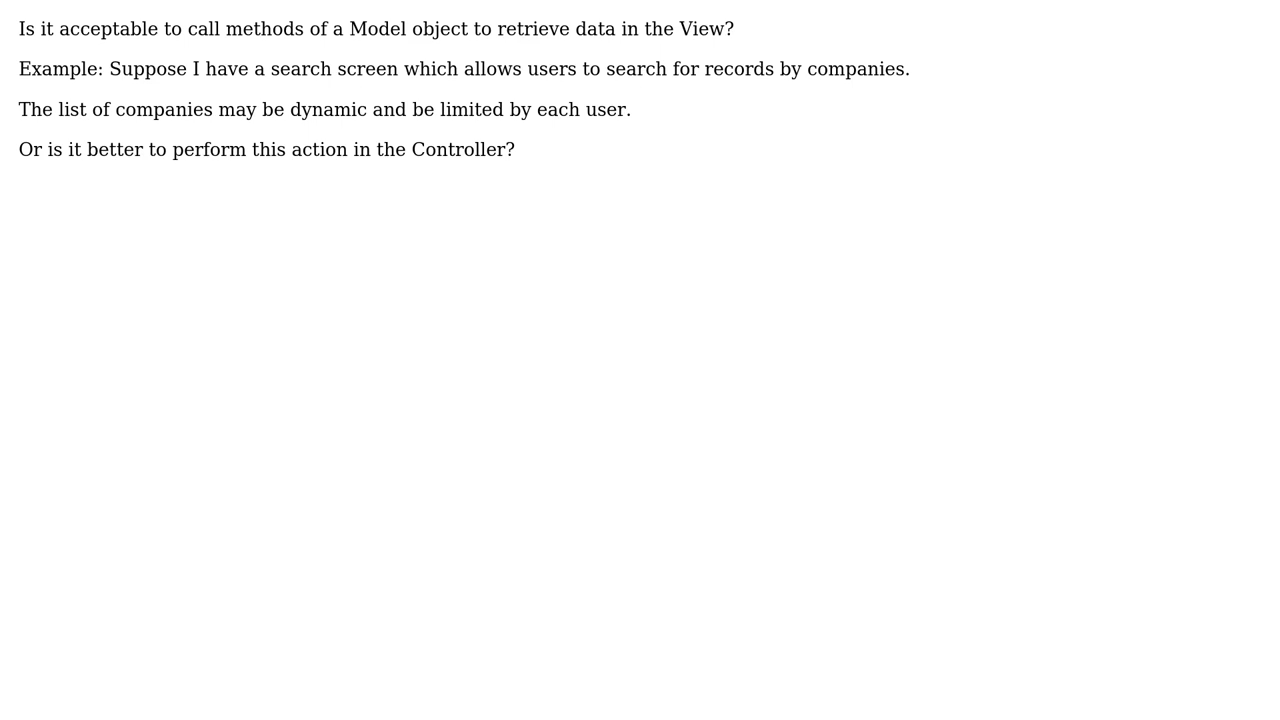 Is it acceptable to call methods of a Model object to retrieve data in the View?
Example: Suppose I have a search screen which allows users to search for records by companies.
The list of companies may be dynamic and be limited by each user.
Or is it better to perform this action in the Controller?